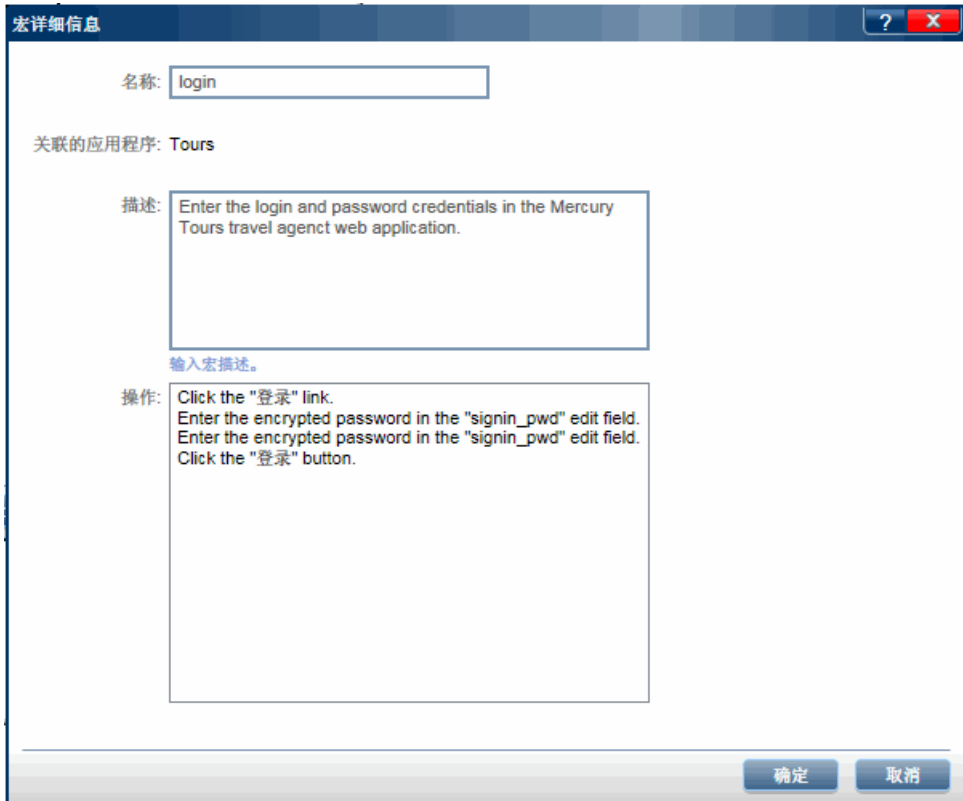 宏详细信息
?
X
名称: login
关联的应用程序: Tours
描述: Enter the login and password credentials in the Mercury
Tours travel agenct web application.
输入宏描述。
操作: Click the "登录" link.
Enter the encrypted password in the "signin_pwd" edit field.
Enter the encrypted password in the "signin_pwd" edit field.
Click the "登录" button.
确定
取消